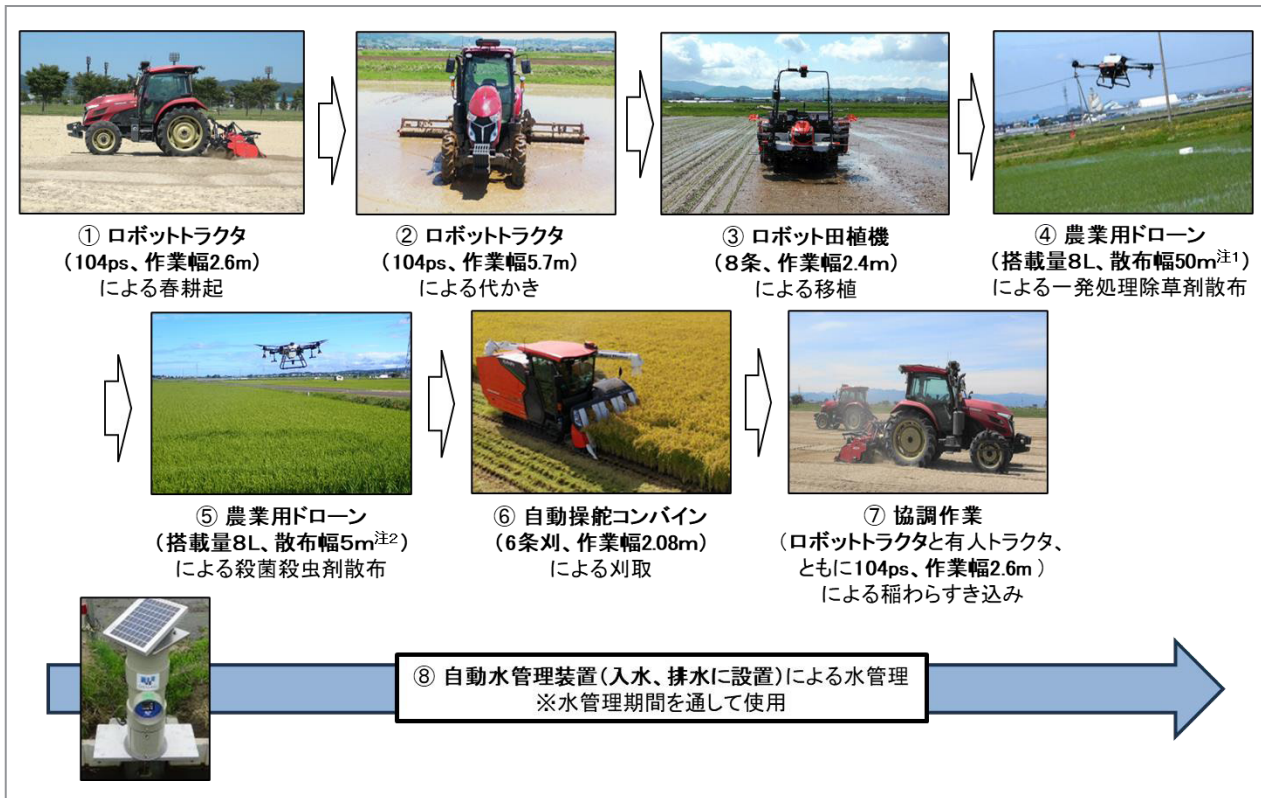 ① ロボットトラクタ
(104ps、作業幅2.6m)
による春耕起
② ロボットトラクタ
(104ps、作業幅5.7m)
による代かき
③ ロボット田植機
(８条、作業幅2.4m)
による移植
④ 農業用ドローン
(搭載量8L、散布幅50m注1)
による一発処理除草剤散布
⑤ 農業用ドローン
(搭載量8L、散布幅5m注2)
による殺菌殺虫剤散布
⑥ 自動操舵コンバイン
(6条刈、作業幅2.08m)
による刈取
⑦ 協調作業
(ロボットトラクタと有人トラクタ、
ともに104ps、作業幅2.6m )
による稲わらすき込み
⑧ 自動水管理装置(入水、排水に設置)による水管理
※水管理期間を通して使用